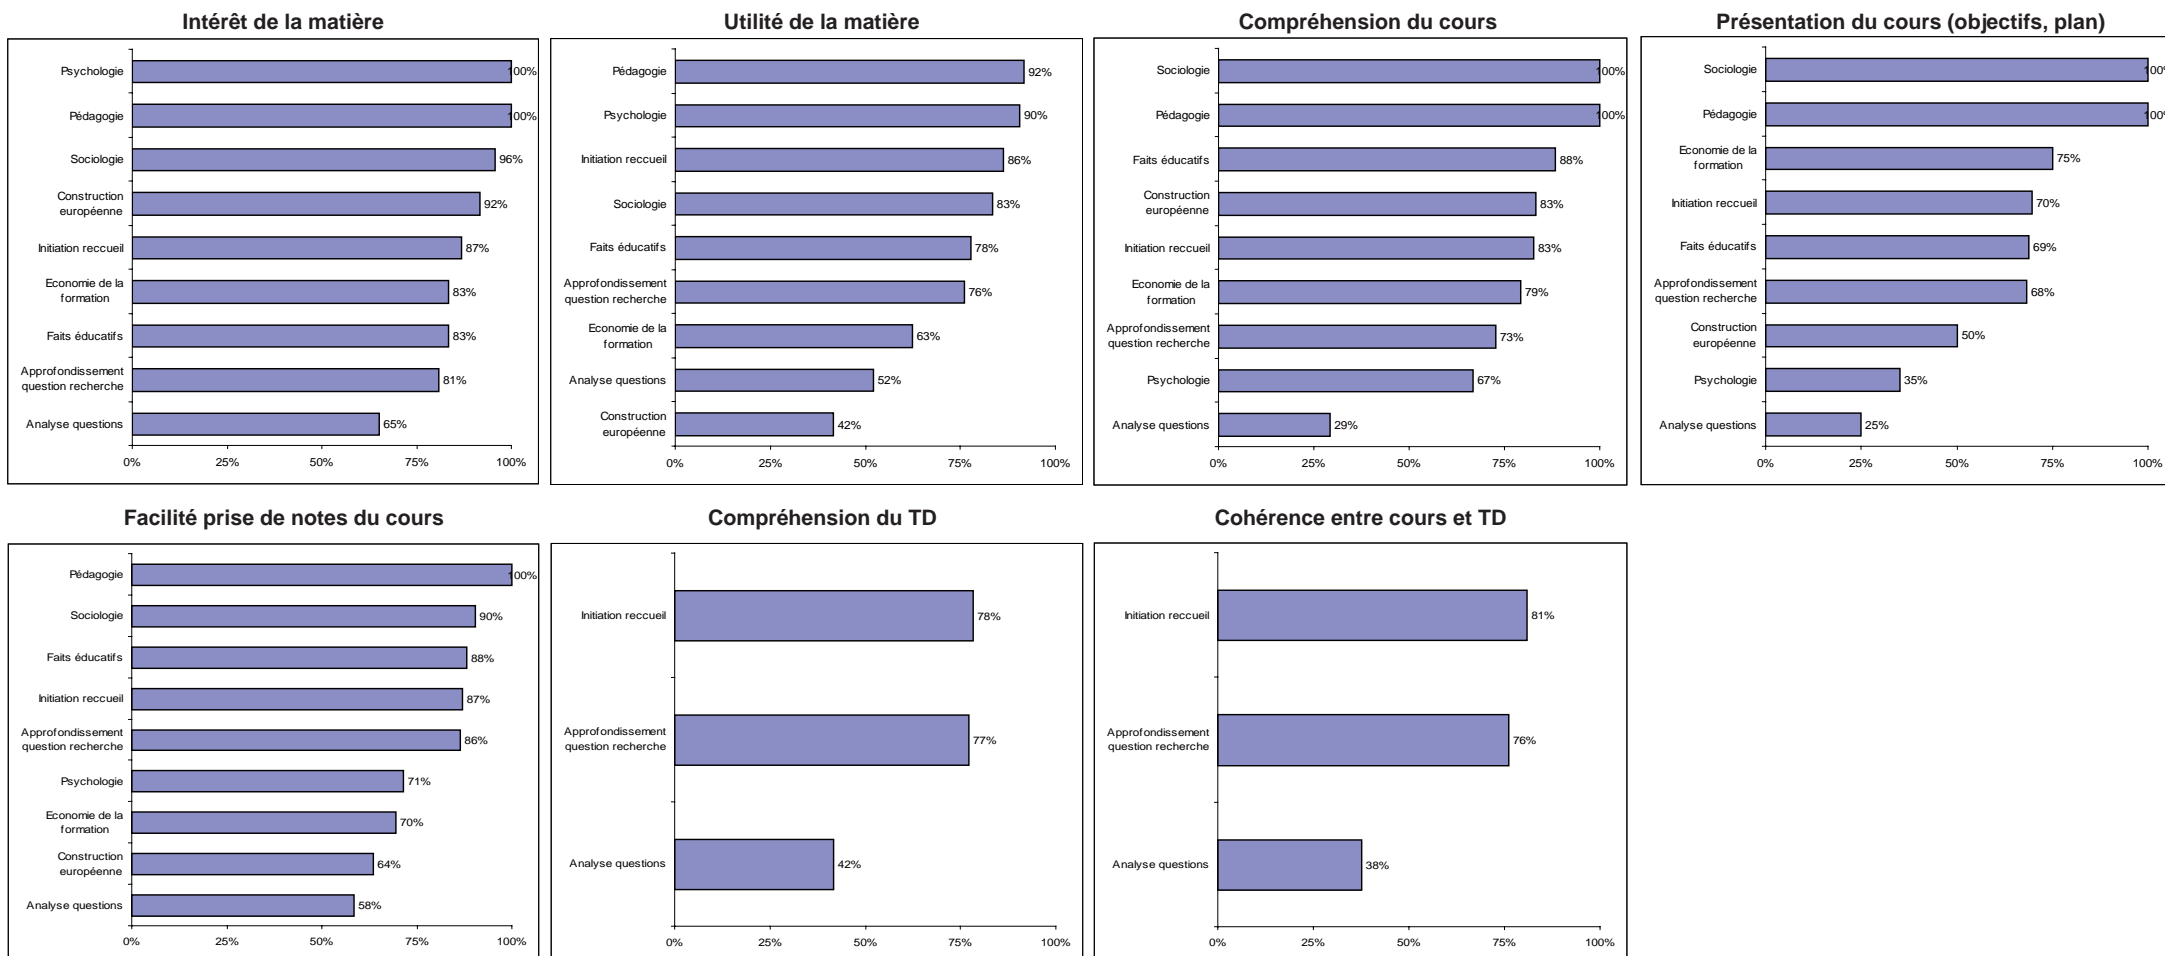 Intérêt de la matière
Psychologie
100%
Pédagogie
100%
Sociologie
96%
Construction
européenne
92%
Initiation reccueil
87%
Economie de la
formation
83%
Faits éducatifs
83%
Approfondissement
question recherche
81%
Analyse questions
65%
0% 25% 50% 75% 100%
Utilité de la matière
Pédagogie
92%
Psychologie
90%
Initiation reccueil
86%
Sociologie
83%
Faits éducatifs
78%
Approfondissement
question recherche
76%
Economie de la
formation
63%
Analyse questions
52%
Construction
européenne
42%
0% 25% 50% 75% 100%
Compréhension du cours
Sociologie
100%
Pédagogie
100%
Faits éducatifs
88%
Construction
européenne
83%
Initiation reccueil
83%
Economie de la
formation
79%
Approfondissement
question recherche
73%
Psychologie
67%
Analyse questions
29%
0% 25% 50% 75% 100%
Présentation du cours (objectifs, plan)
Sociologie
100%
Pédagogie
100%
Economie de la
formation
75%
Initiation reccueil
70%
Faits éducatifs
69%
Approfondissement
question recherche
68%
Construction
européenne
50%
Psychologie
35%
Analyse questions
25%
0% 25% 50% 75% 100%
Facilité prise de notes du cours
Pédagogie
100%
Sociologie
90%
Faits éducatifs
88%
Initiation reccueil
87%
Approfondissement
question recherche
86%
Psychologie
71%
Economie de la
formation
70%
Construction
européenne
64%
Analyse questions
58%
0% 25% 50% 75% 100%
Compréhension du TD
Initiation reccueil
78%
Approfondissement
question recherche
77%
Analyse questions
42%
0% 25% 50% 75% 100%
Cohérence entre cours et TD
Initiation reccueil
81%
Approfondissement
question recherche
76%
Analyse questions
38%
0% 25% 50% 75% 100%